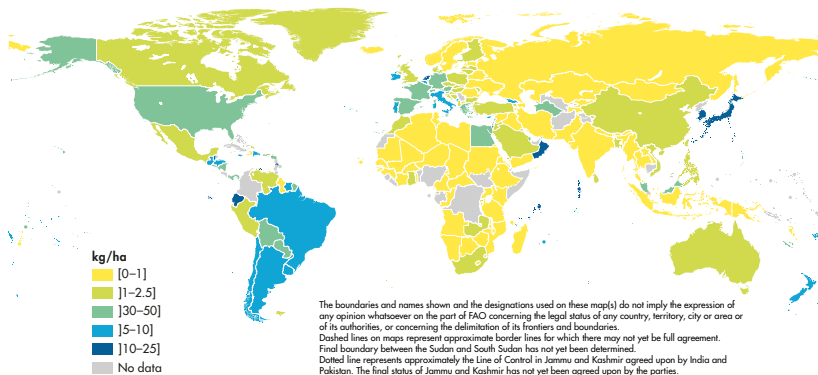 kg/ha
[0–1]
]1–2.5]
]30–50]
]5–10]
]10–25]
No data
The boundaries and names shown and the designations used on these map(s) do not imply the expression of
any opinion whatsoever on the part of FAO concerning the legal status of any country, territory, city or area or
of its authorities, or concerning the delimitation of its frontiers and boundaries.
Dashed lines on maps represent approximate border lines for which there may not yet be full agreement.
Final boundary between the Sudan and South Sudan has not yet been determined.
Dotted line represents approximately the Line of Control in Jammu and Kashmir agreed upon by India and
Pakistan. The final status of Jammu and Kashmir has not yet been agreed upon by the parties.